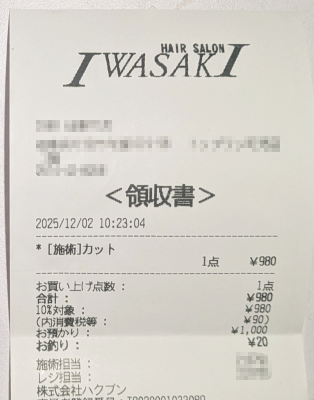 HAIR SALON
IWASAKI
<領収書>
2025/12/02 10:23:04
* [施術]カット
1点 ¥980
お買い上げ点数: 1点
合計: ¥980
10%対象: ¥980
(内消費税等: ¥90)
お預かり: ¥1,000
お釣り: ¥20
施術担当:
レジ担当:
株式会社ハクブン